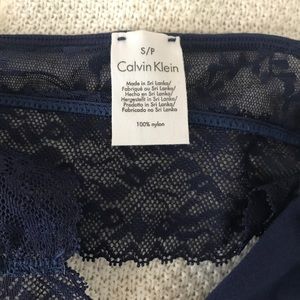 S/P
Calvin Klein
Made in Sri Lanka/
Fabriqué au Sri Lanka/
Hecho en Sri Lanka/
Hergestellt in Sri Lanka/
Prodotto in Sri Lanka/
Fabricado no Sri Lanka
100% nylon